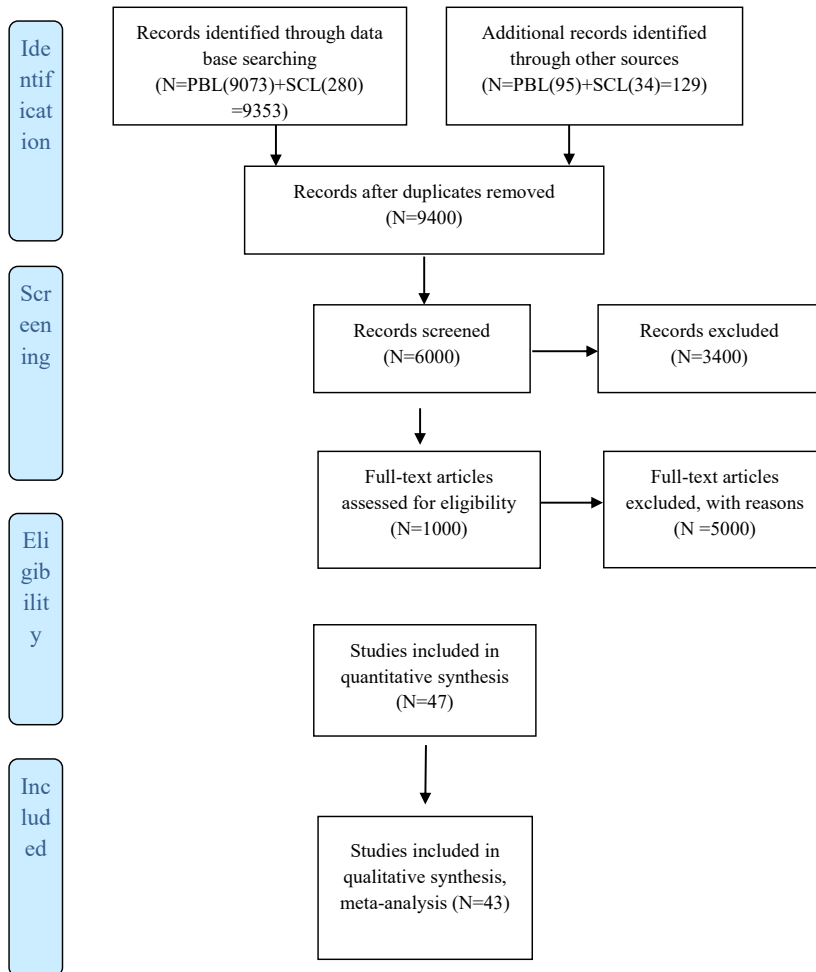 Ide
ntif
icat
ion
Records identified through data
base searching
(N=PBL(9073)+SCL(280)
=9353)
Additional records identified
through other sources
(N=PBL(95)+SCL(34)=129)
Records after duplicates removed
(N=9400)
Scr
een
ing
Records screened
(N=6000)
Records excluded
(N=3400)
Full-text articles
assessed for eligibility
(N=1000)
Full-text articles
excluded, with reasons
(N =5000)
Eli
gib
ilit
y
Studies included in
quantitative synthesis
(N=47)
Inc
lud
ed
Studies included in
qualitative synthesis,
meta-analysis (N=43)